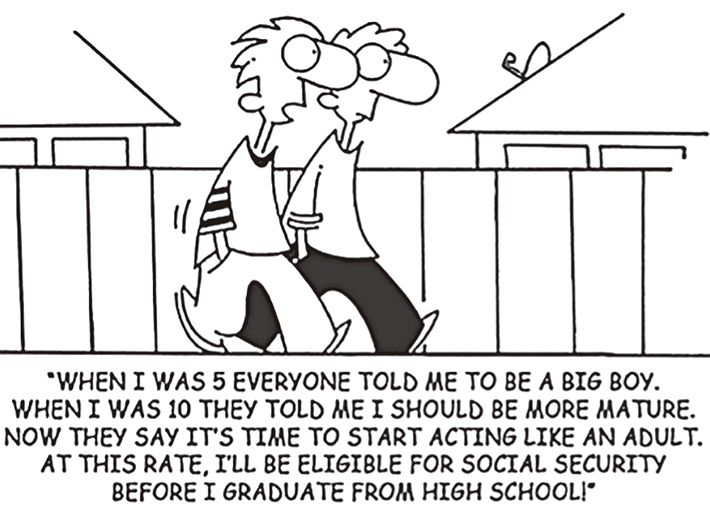 "WHEN I WAS 5 EVERYONE TOLD ME TO BE A BIG BOY.
WHEN I WAS 10 THEY TOLD ME I SHOULD BE MORE MATURE.
NOW THEY SAY IT'S TIME TO START ACTING LIKE AN ADULT.
AT THIS RATE, I'LL BE ELIGIBLE FOR SOCIAL SECURITY
BEFORE I GRADUATE FROM HIGH SCHOOL!"